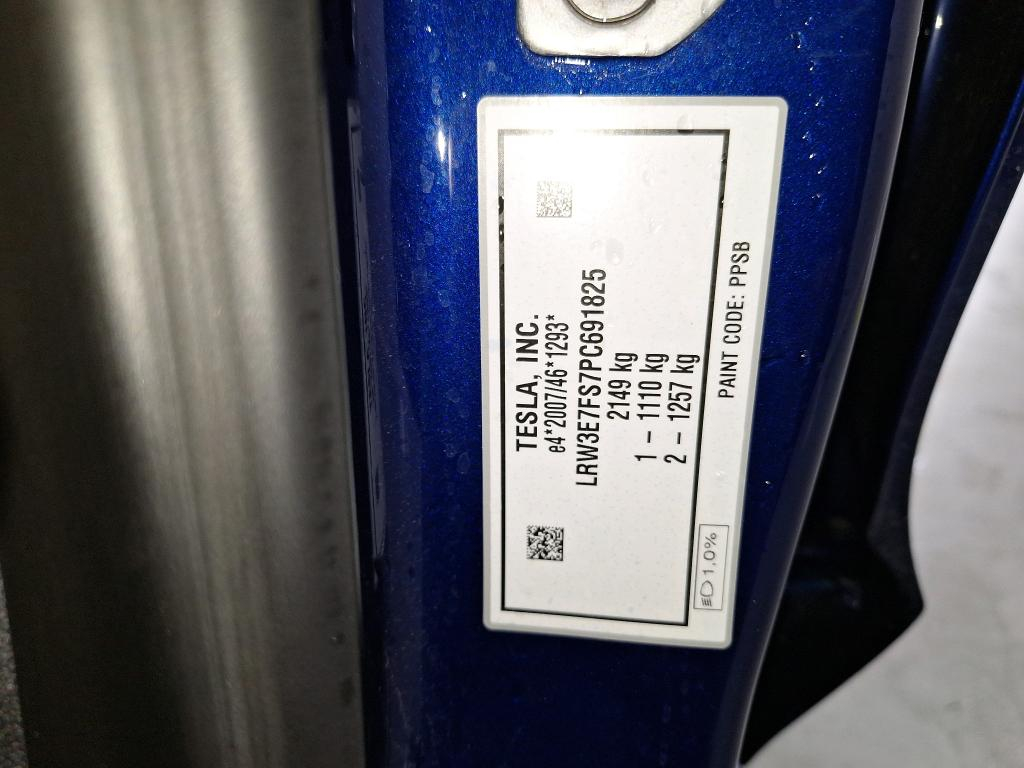 TESLA, INC.
e4*2007/46*1293*
LRW3E7FS7PC691825
2149 kg
1 – 1110 kg
2 – 1257 kg
1,0%
PAINT CODE: PPSB